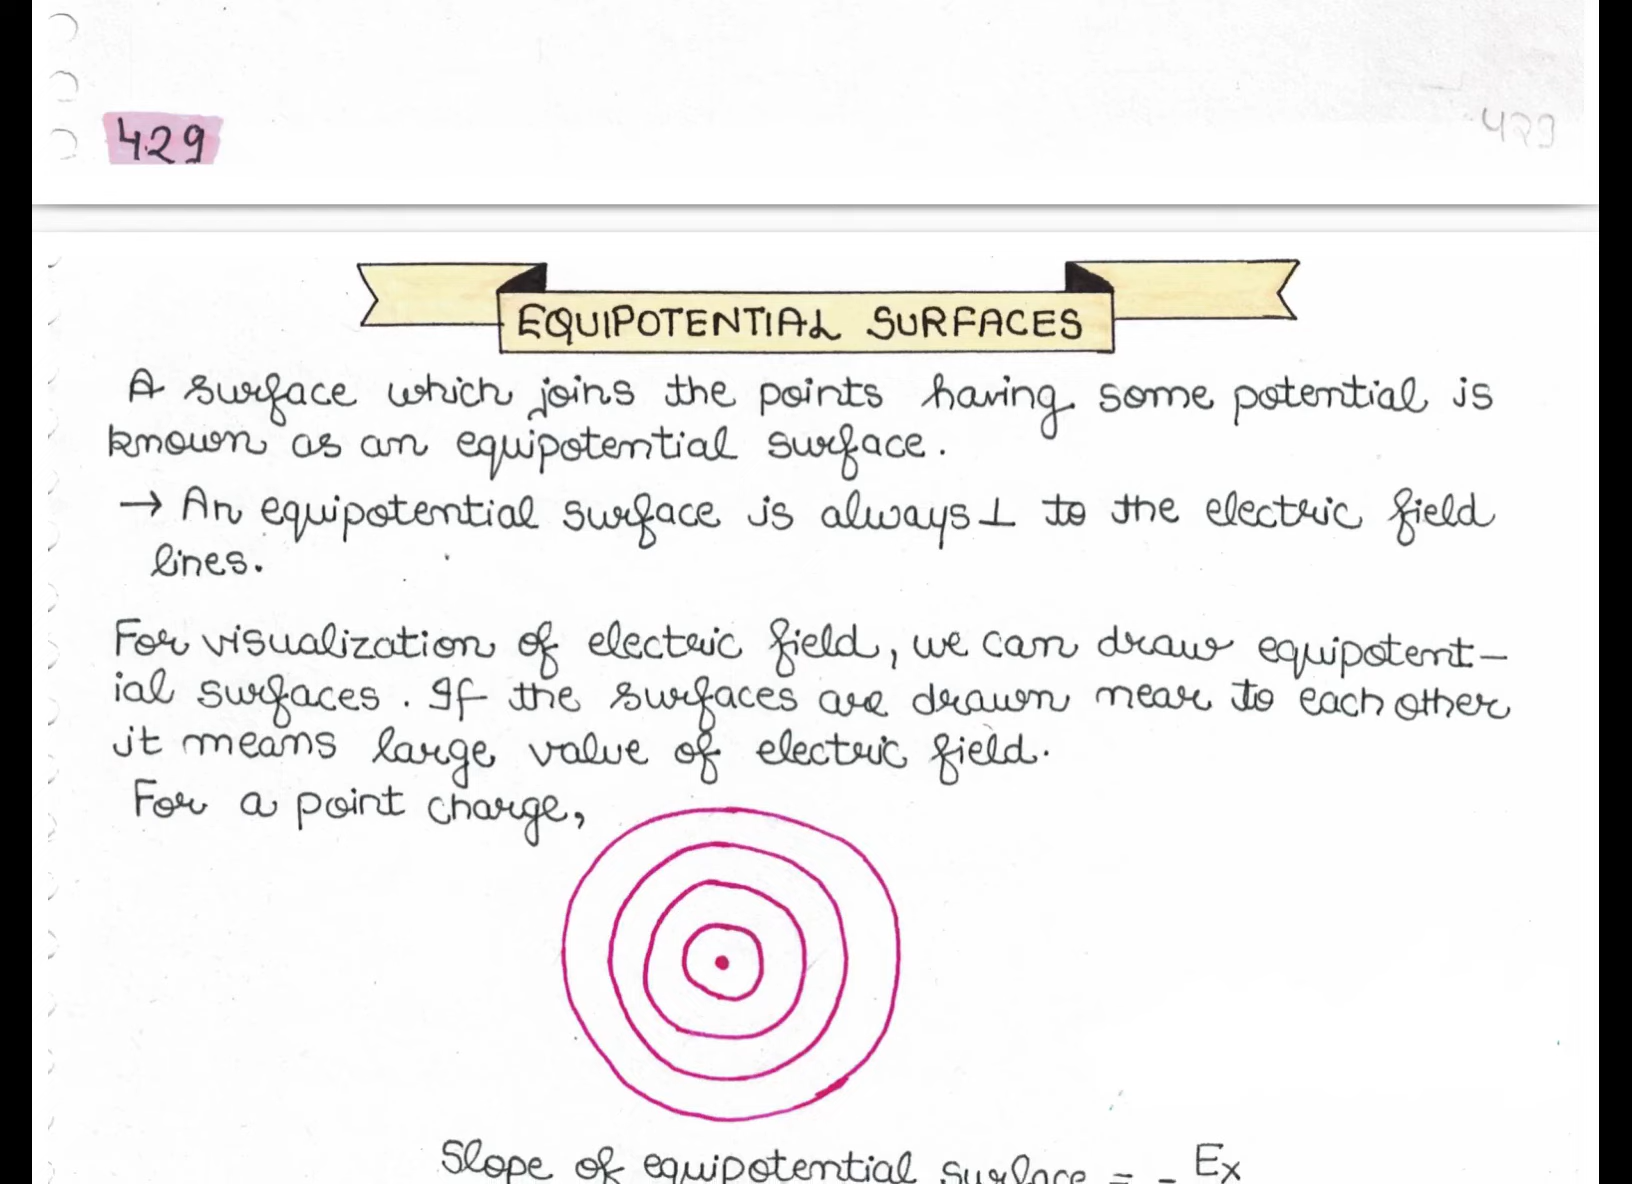 429
429
EQUIPOTENTIAL SURFACES
A surface which joins the points having some potential is
known as an equipotential surface.
→ An equipotential surface is always ⊥ to the electric field
lines.
For visualization of electric field, we can draw equipotent-
ial surfaces. If the surfaces are drawn near to each other
it means large value of electric field.
For a point charge,
Slope of equipotential surface = - Ex